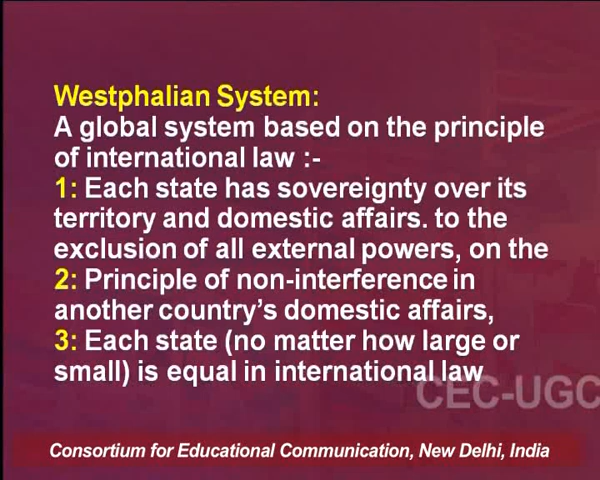 Westphalian System:
A global system based on the principle
of international law :-
1: Each state has sovereignty over its
territory and domestic affairs. to the
exclusion of all external powers, on the
2: Principle of non-interference in
another country's domestic affairs,
3: Each state (no matter how large or
small) is equal in international law
CEC-UGC
Consortium for Educational Communication, New Delhi, India